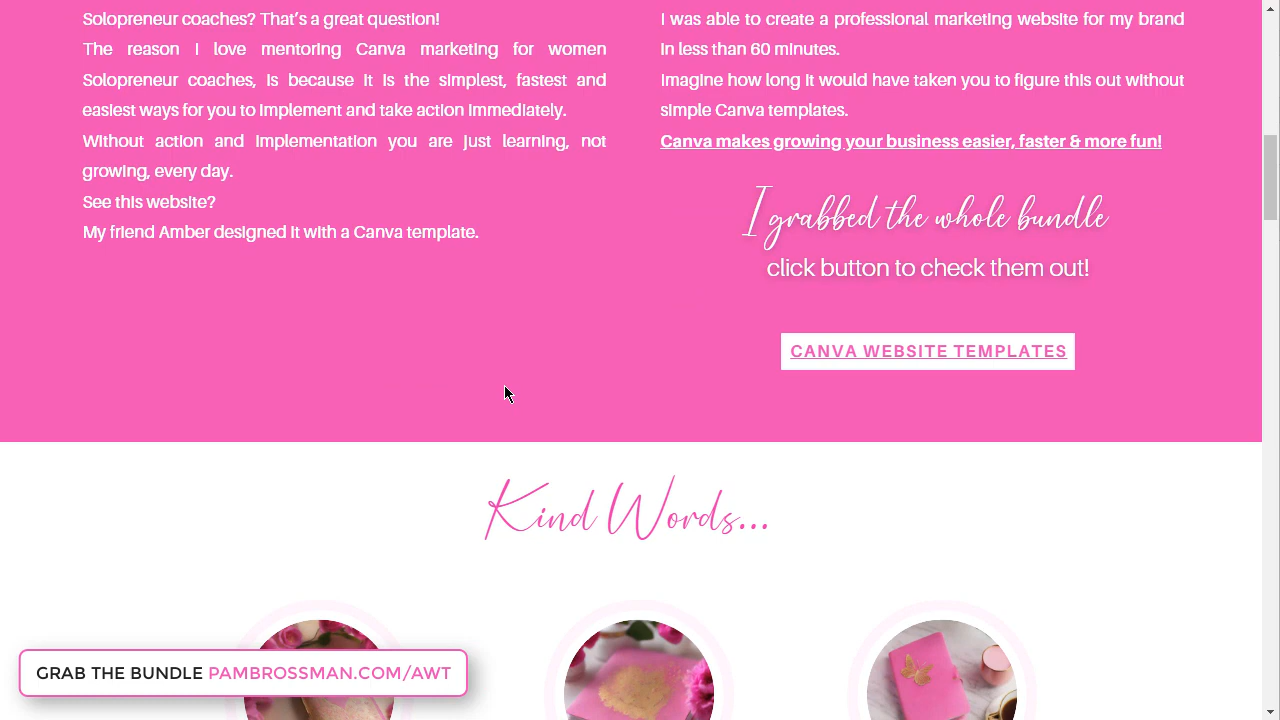 Solopreneur coaches? That's a great question!
The reason I love mentoring Canva marketing for women
Solopreneur coaches, is because it is the simplest, fastest and
easiest ways for you to implement and take action immediately.
Without action and implementation you are just learning, not
growing, every day.
See this website?
My friend Amber designed it with a Canva template.
I was able to create a professional marketing website for my brand
in less than 60 minutes.
Imagine how long it would have taken you to figure this out without
simple Canva templates.
Canva makes growing your business easier, faster & more fun!
I grabbed the whole bundle
click button to check them out!
CANVA WEBSITE TEMPLATES
Kind Words...
GRAB THE BUNDLE PAMBROSSMAN.COM/AWT